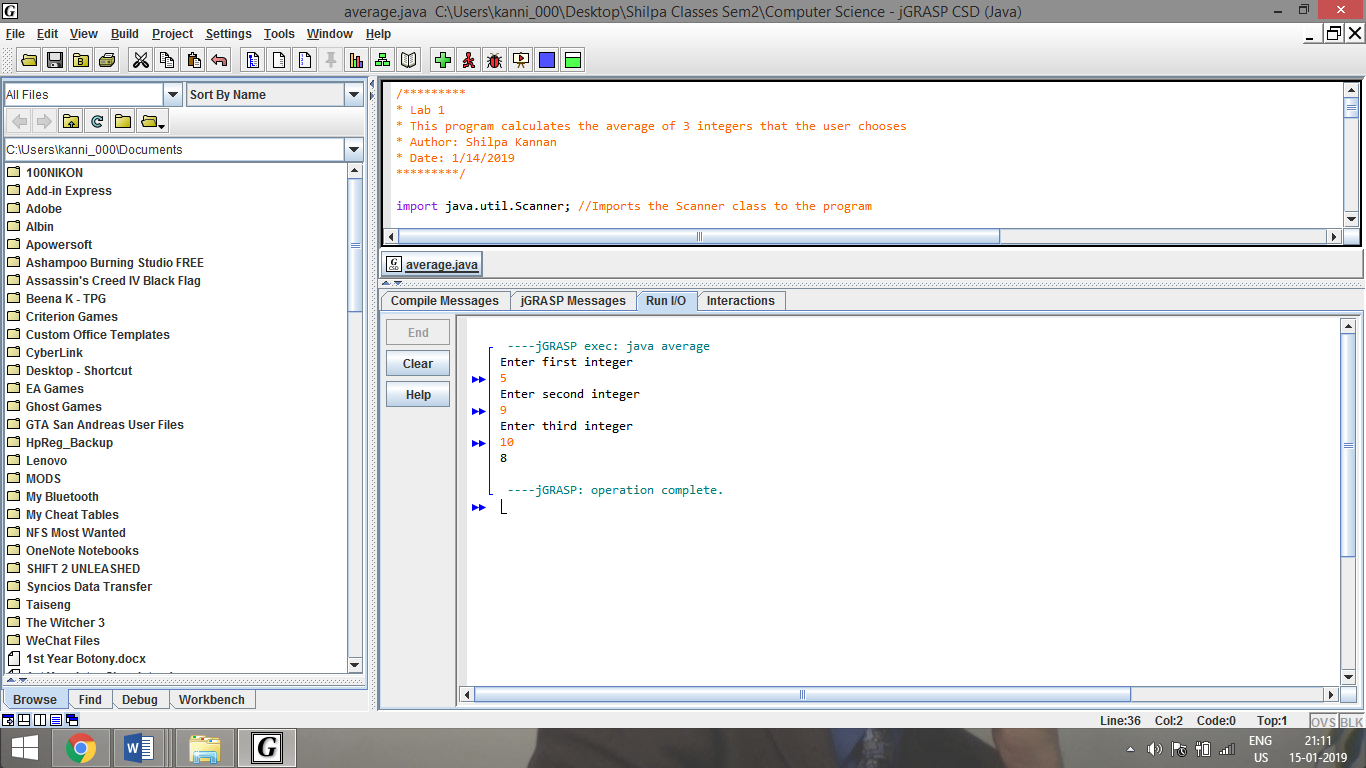 average.java C:\Users\kanni_000\Desktop\Shilpa Classes Sem2\Computer Science - jGRASP CSD (Java)
File Edit View Build Project Settings Tools Window Help
All Files
Sort By Name
C:\Users\kanni_000\Documents
100NIKON
Add-in Express
Adobe
Albin
Apowersoft
Ashampoo Burning Studio FREE
Assassin's Creed IV Black Flag
Beena K - TPG
Criterion Games
Custom Office Templates
CyberLink
Desktop - Shortcut
EA Games
Ghost Games
GTA San Andreas User Files
HpReg_Backup
Lenovo
MODS
My Bluetooth
My Cheat Tables
NFS Most Wanted
OneNote Notebooks
SHIFT 2 UNLEASHED
Syncios Data Transfer
Taiseng
The Witcher 3
WeChat Files
1st Year Botony.docx
Browse Find Debug Workbench
/*********
* Lab 1
* This program calculates the average of 3 integers that the user chooses
* Author: Shilpa Kannan
* Date: 1/14/2019
*********/
import java.util.Scanner; //Imports the Scanner class to the program
average.java
Compile Messages jGRASP Messages Run I/O Interactions
End
Clear
Help
----jGRASP exec: java average
Enter first integer
5
Enter second integer
9
Enter third integer
10
8
----jGRASP: operation complete.
Line:36 Col:2 Code:0 Top:1 OVS BLK
ENG
US
21:11
15-01-2019